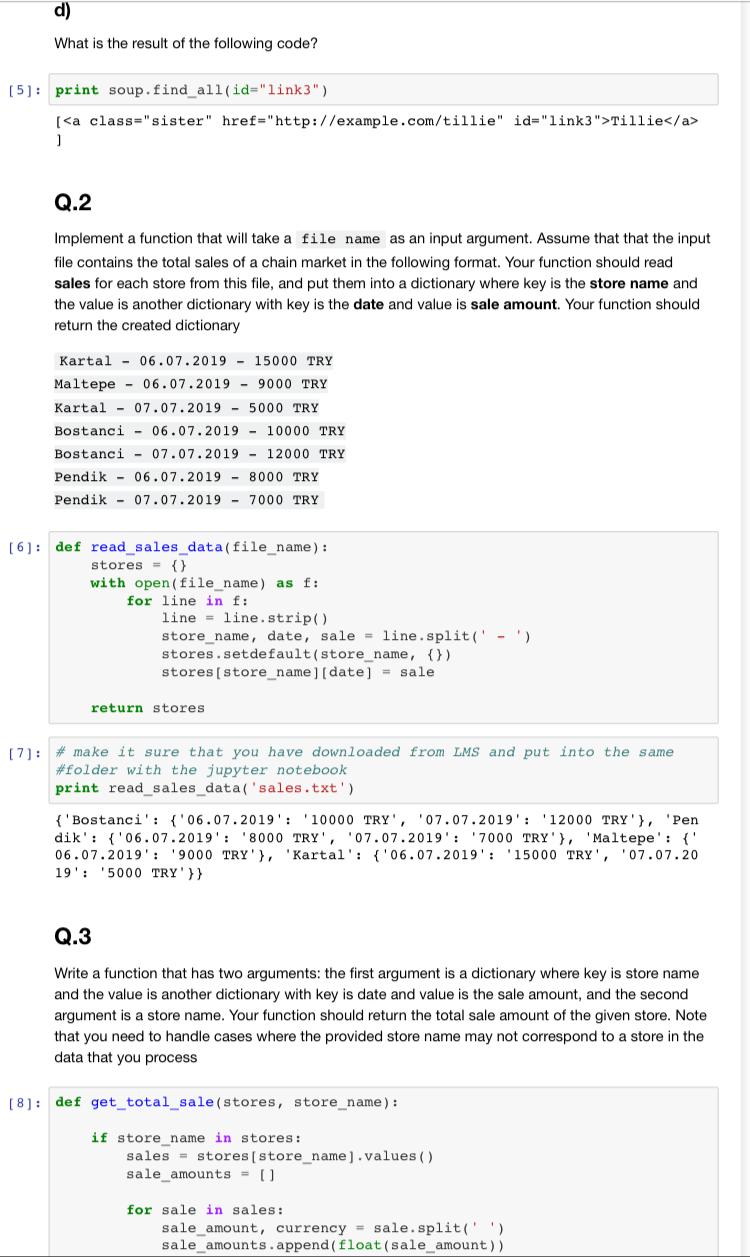 d)
What is the result of the following code?
[5]: print soup.find_all(id="link3")
[<a class="sister" href="http://example.com/tillie" id="link3">Tillie</a>
]
Q.2
Implement a function that will take a file name as an input argument. Assume that that the input
file contains the total sales of a chain market in the following format. Your function should read
sales for each store from this file, and put them into a dictionary where key is the store name and
the value is another dictionary with key is the date and value is sale amount. Your function should
return the created dictionary
Kartal - 06.07.2019 - 15000 TRY
Maltepe - 06.07.2019 - 9000 TRY
Kartal - 07.07.2019 - 5000 TRY
Bostanci - 06.07.2019 - 10000 TRY
Bostanci - 07.07.2019 - 12000 TRY
Pendik - 06.07.2019 - 8000 TRY
Pendik - 07.07.2019 - 7000 TRY
[6]: def read_sales_data(file_name):
    stores = {}
    with open(file_name) as f:
        for line in f:
            line = line.strip()
            store_name, date, sale = line.split(' - ')
            stores.setdefault(store_name, {})
            stores[store_name][date] = sale
    return stores
[7]: # make it sure that you have downloaded from LMS and put into the same
#folder with the jupyter notebook
print read_sales_data('sales.txt')
{'Bostanci': {'06.07.2019': '10000 TRY', '07.07.2019': '12000 TRY'}, 'Pen
dik': {'06.07.2019': '8000 TRY', '07.07.2019': '7000 TRY'}, 'Maltepe': {'
06.07.2019': '9000 TRY'}, 'Kartal': {'06.07.2019': '15000 TRY', '07.07.20
19': '5000 TRY'}}
Q.3
Write a function that has two arguments: the first argument is a dictionary where key is store name
and the value is another dictionary with key is date and value is the sale amount, and the second
argument is a store name. Your function should return the total sale amount of the given store. Note
that you need to handle cases where the provided store name may not correspond to a store in the
data that you process
[8]: def get_total_sale(stores, store_name):
    if store_name in stores:
        sales = stores[store_name].values()
        sale_amounts = []
        for sale in sales:
            sale_amount, currency = sale.split(' ')
            sale_amounts.append(float(sale_amount))